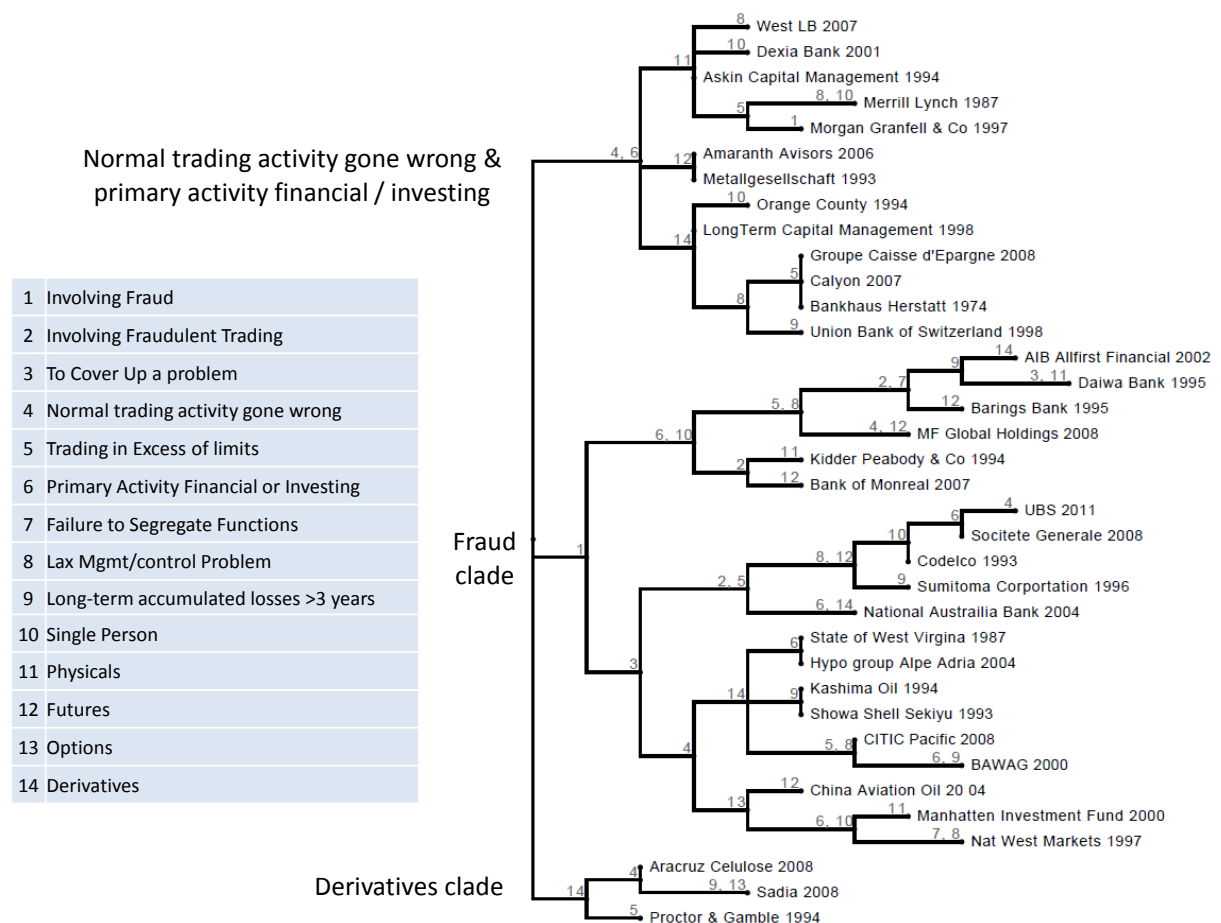 8 West LB 2007
10 Dexia Bank 2001
11 Askin Capital Management 1994
8, 10 Merrill Lynch 1987
5
1 Morgan Granfell & Co 1997
Normal trading activity gone wrong &
primary activity financial / investing
4, 6
12 Amaranth Avisors 2006
Metallgesellschaft 1993
10 Orange County 1994
14 LongTerm Capital Management 1998
Groupe Caisse d'Epargne 2008
5 Calyon 2007
8 Bankhaus Herstatt 1974
9 Union Bank of Switzerland 1998
1 Involving Fraud
2 Involving Fraudulent Trading
3 To Cover Up a problem
4 Normal trading activity gone wrong
5 Trading in Excess of limits
6 Primary Activity Financial or Investing
7 Failure to Segregate Functions
8 Lax Mgmt/control Problem
9 Long-term accumulated losses >3 years
10 Single Person
11 Physicals
12 Futures
13 Options
14 Derivatives
14 AIB Allfirst Financial 2002
9
3, 11 Daiwa Bank 1995
2, 7
12 Barings Bank 1995
5, 8
4, 12 MF Global Holdings 2008
6, 10
11 Kidder Peabody & Co 1994
2
12 Bank of Monreal 2007
Fraud
clade
1
4 UBS 2011
6 Socitete Generale 2008
10 Codelco 1993
8, 12
9 Sumitoma Corportation 1996
2, 5
6, 14 National Austrailia Bank 2004
3
6 State of West Virginia 1987
Hypo group Alpe Adria 2004
14
9 Kashima Oil 1994
Showa Shell Sekiyu 1993
4
5, 8 CITIC Pacific 2008
6, 9 BAWAG 2000
12 China Aviation Oil 20 04
13
11 Manhatten Investment Fund 2000
6, 10
7, 8 Nat West Markets 1997
Derivatives clade
14
4 Aracruz Celulose 2008
9, 13 Sadia 2008
5 Proctor & Gamble 1994